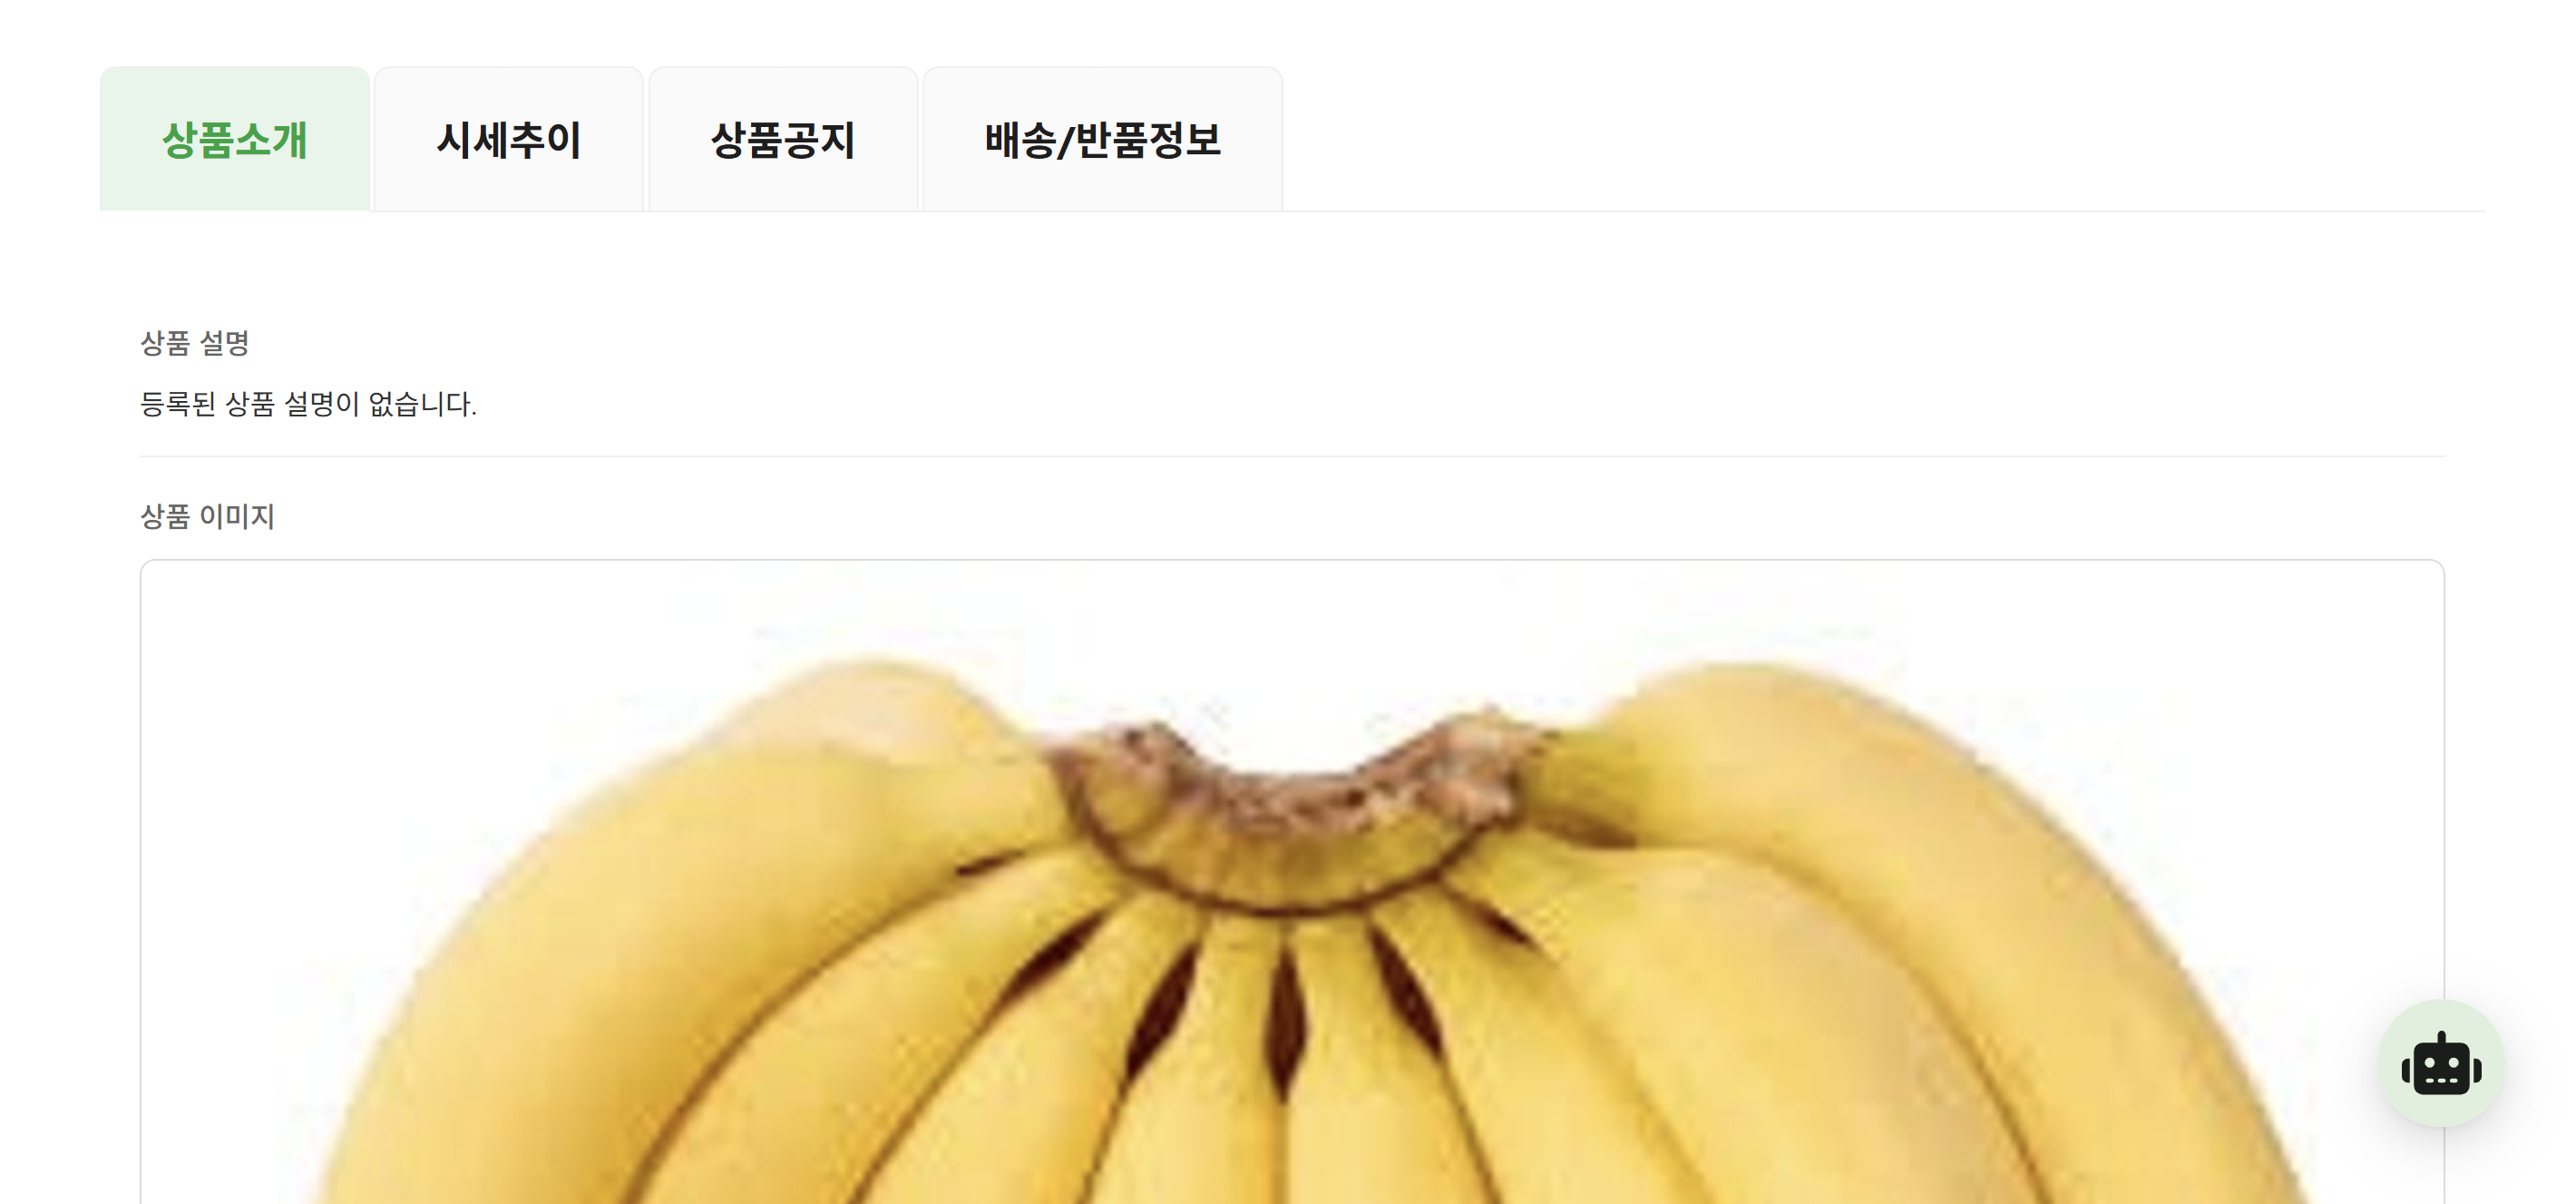 상품소개
시세추이
상품공지
배송/반품정보
상품 설명
등록된 상품 설명이 없습니다.
상품 이미지